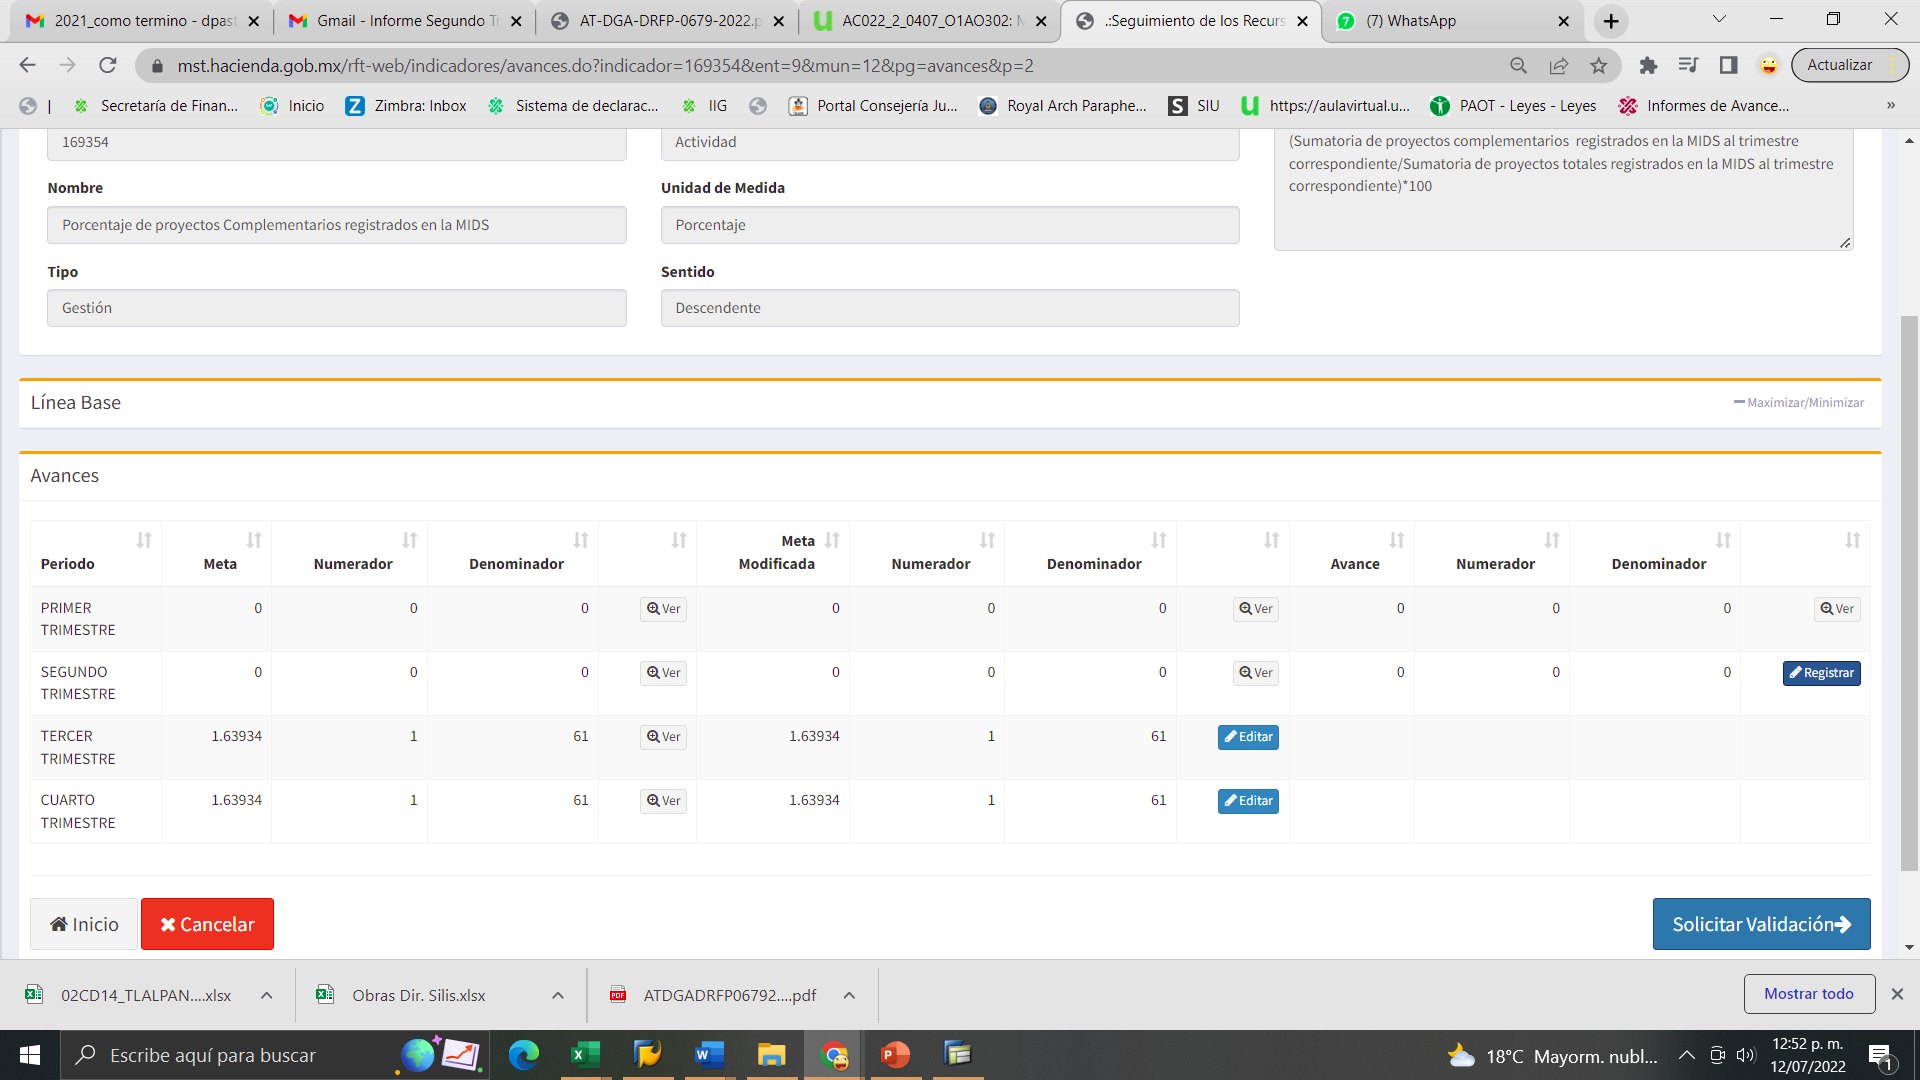 2021_como termino - dpast
Gmail - Informe Segundo Tr
AT-DGA-DRFP-0679-2022.p
AC022_2_0407_O1AO302: M
.:Seguimiento de los Recurs
(7) WhatsApp
mst.hacienda.gob.mx/rft-web/indicadores/avances.do?indicador=169354&ent=9&mun=12&pg=avances&p=2
Actualizar
|
Secretaría de Finan...
Inicio
Zimbra: Inbox
Sistema de declarac...
IIG
Portal Consejería Ju...
Royal Arch Paraphe...
SIU
https://aulavirtual.u...
PAOT - Leyes - Leyes
Informes de Avance...
»
169354
Actividad
(Sumatoria de proyectos complementarios registrados en la MIDS al trimestre
correspondiente/Sumatoria de proyectos totales registrados en la MIDS al trimestre
correspondiente)*100
Nombre
Unidad de Medida
Porcentaje de proyectos Complementarios registrados en la MIDS
Porcentaje
Tipo
Sentido
Gestión
Descendente
Línea Base
Maximizar/Minimizar
Avances
Periodo Meta Numerador Denominador Meta Modificada Numerador Denominador Avance Numerador Denominador
PRIMER TRIMESTRE 0 0 0 Ver 0 0 0 Ver 0 0 0 Ver
SEGUNDO TRIMESTRE 0 0 0 Ver 0 0 0 Ver 0 0 0 Registrar
TERCER TRIMESTRE 1.63934 1 61 Ver 1.63934 1 61 Editar
CUARTO TRIMESTRE 1.63934 1 61 Ver 1.63934 1 61 Editar
Inicio
Cancelar
Solicitar Validación
02CD14_TLALPAN....xlsx
Obras Dir. Silis.xlsx
ATDGADRFP06792....pdf
Mostrar todo
Escribe aquí para buscar
18°C Mayorm. nubl...
12:52 p. m.
12/07/2022
1